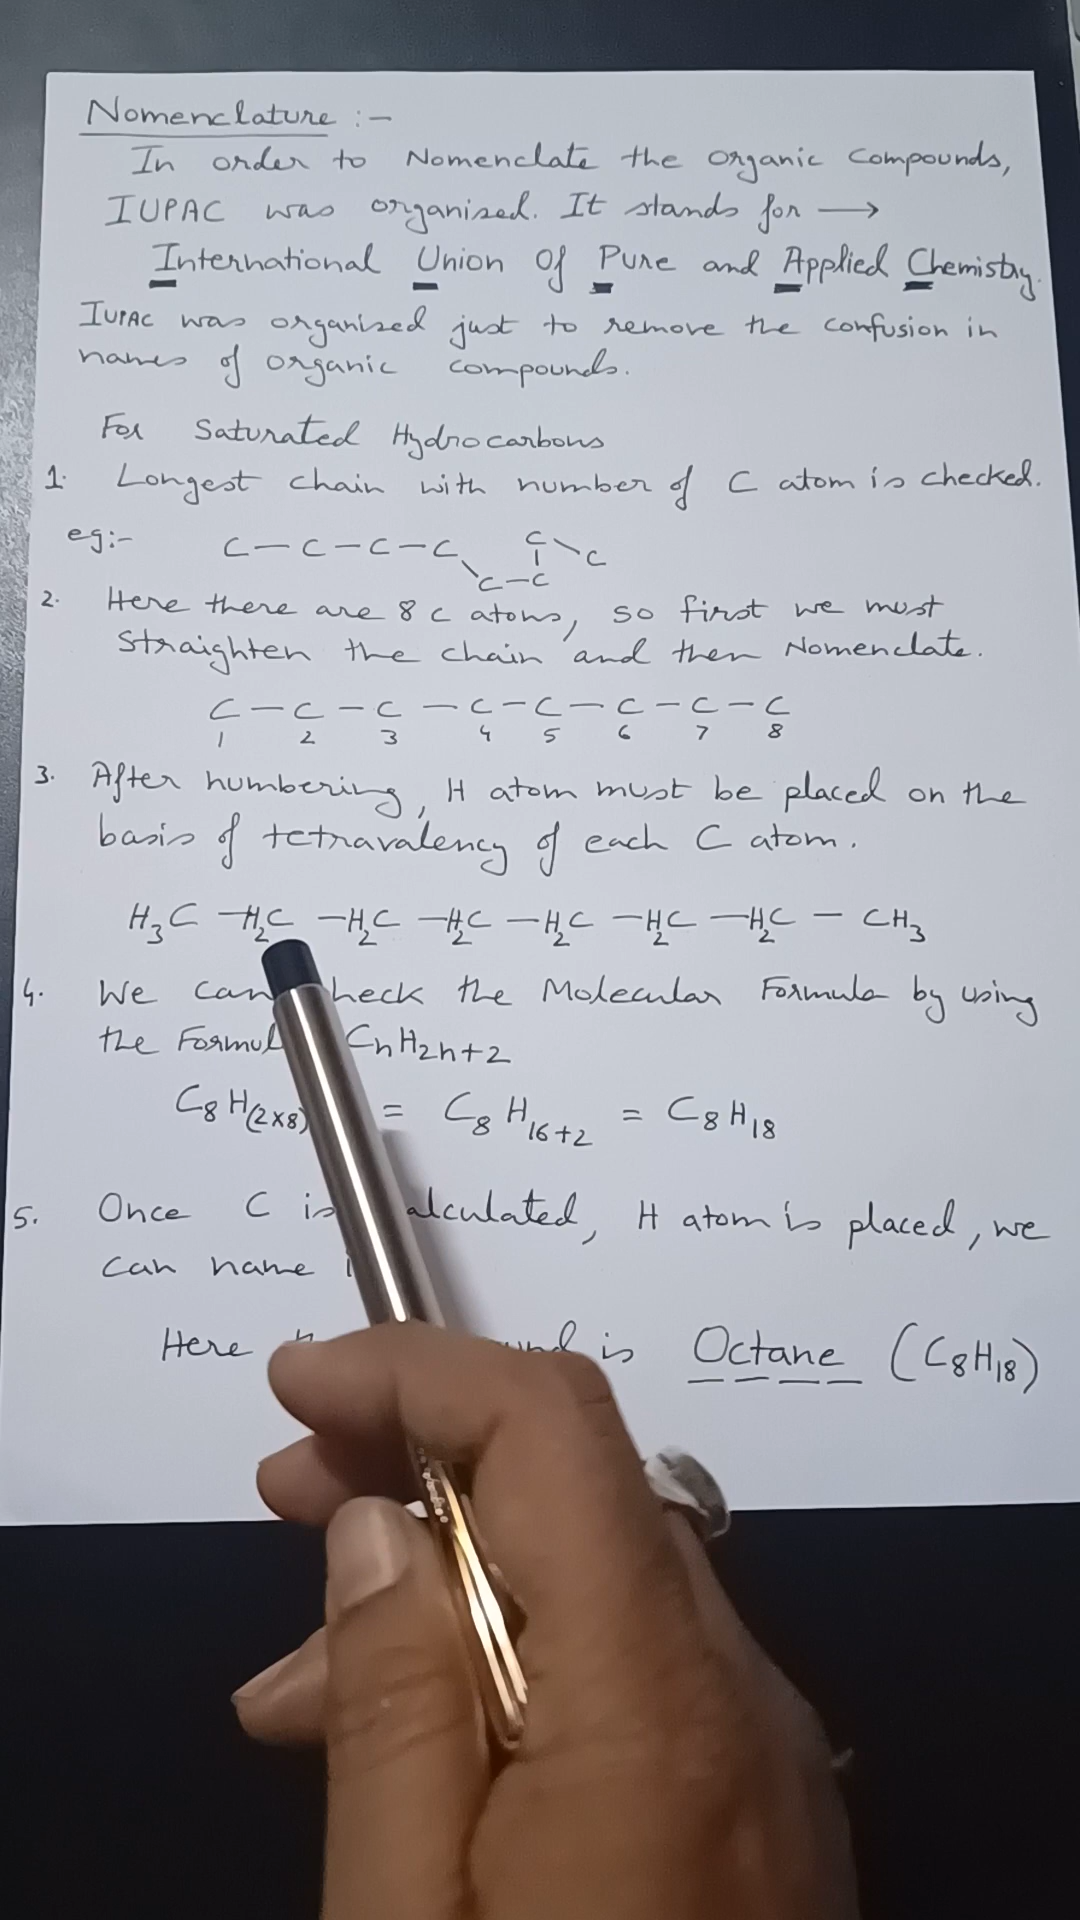 Nomenclature :-
In order to Nomenclate the organic compounds,
IUPAC was organised. It stands for →
International Union Of Pure and Applied Chemistry.
IUPAC was organized just to remove the confusion in
names of organic compounds.
For Saturated Hydrocarbons
1. Longest chain with number of C atom is checked.
eg:- C-C-C-C C C
C-C
2. Here there are 8 C atoms, so first we must
straighten the chain and then Nomenclate.
C-C-C-C-C-C-C-C
1 2 3 4 5 6 7 8
3. After numbering, H atom must be placed on the
basis of tetravalency of each C atom.
H3C-H2C-H2C-H2C-H2C-H2C-H2C-CH3
4. We can heck the Molecular Formula by using
the Formul CnH2n+2
C8H(2x8) = C8H16+2 = C8H18
5. Once C is alculated, H atom is placed, we
can name
Here is Octane (C8H18)